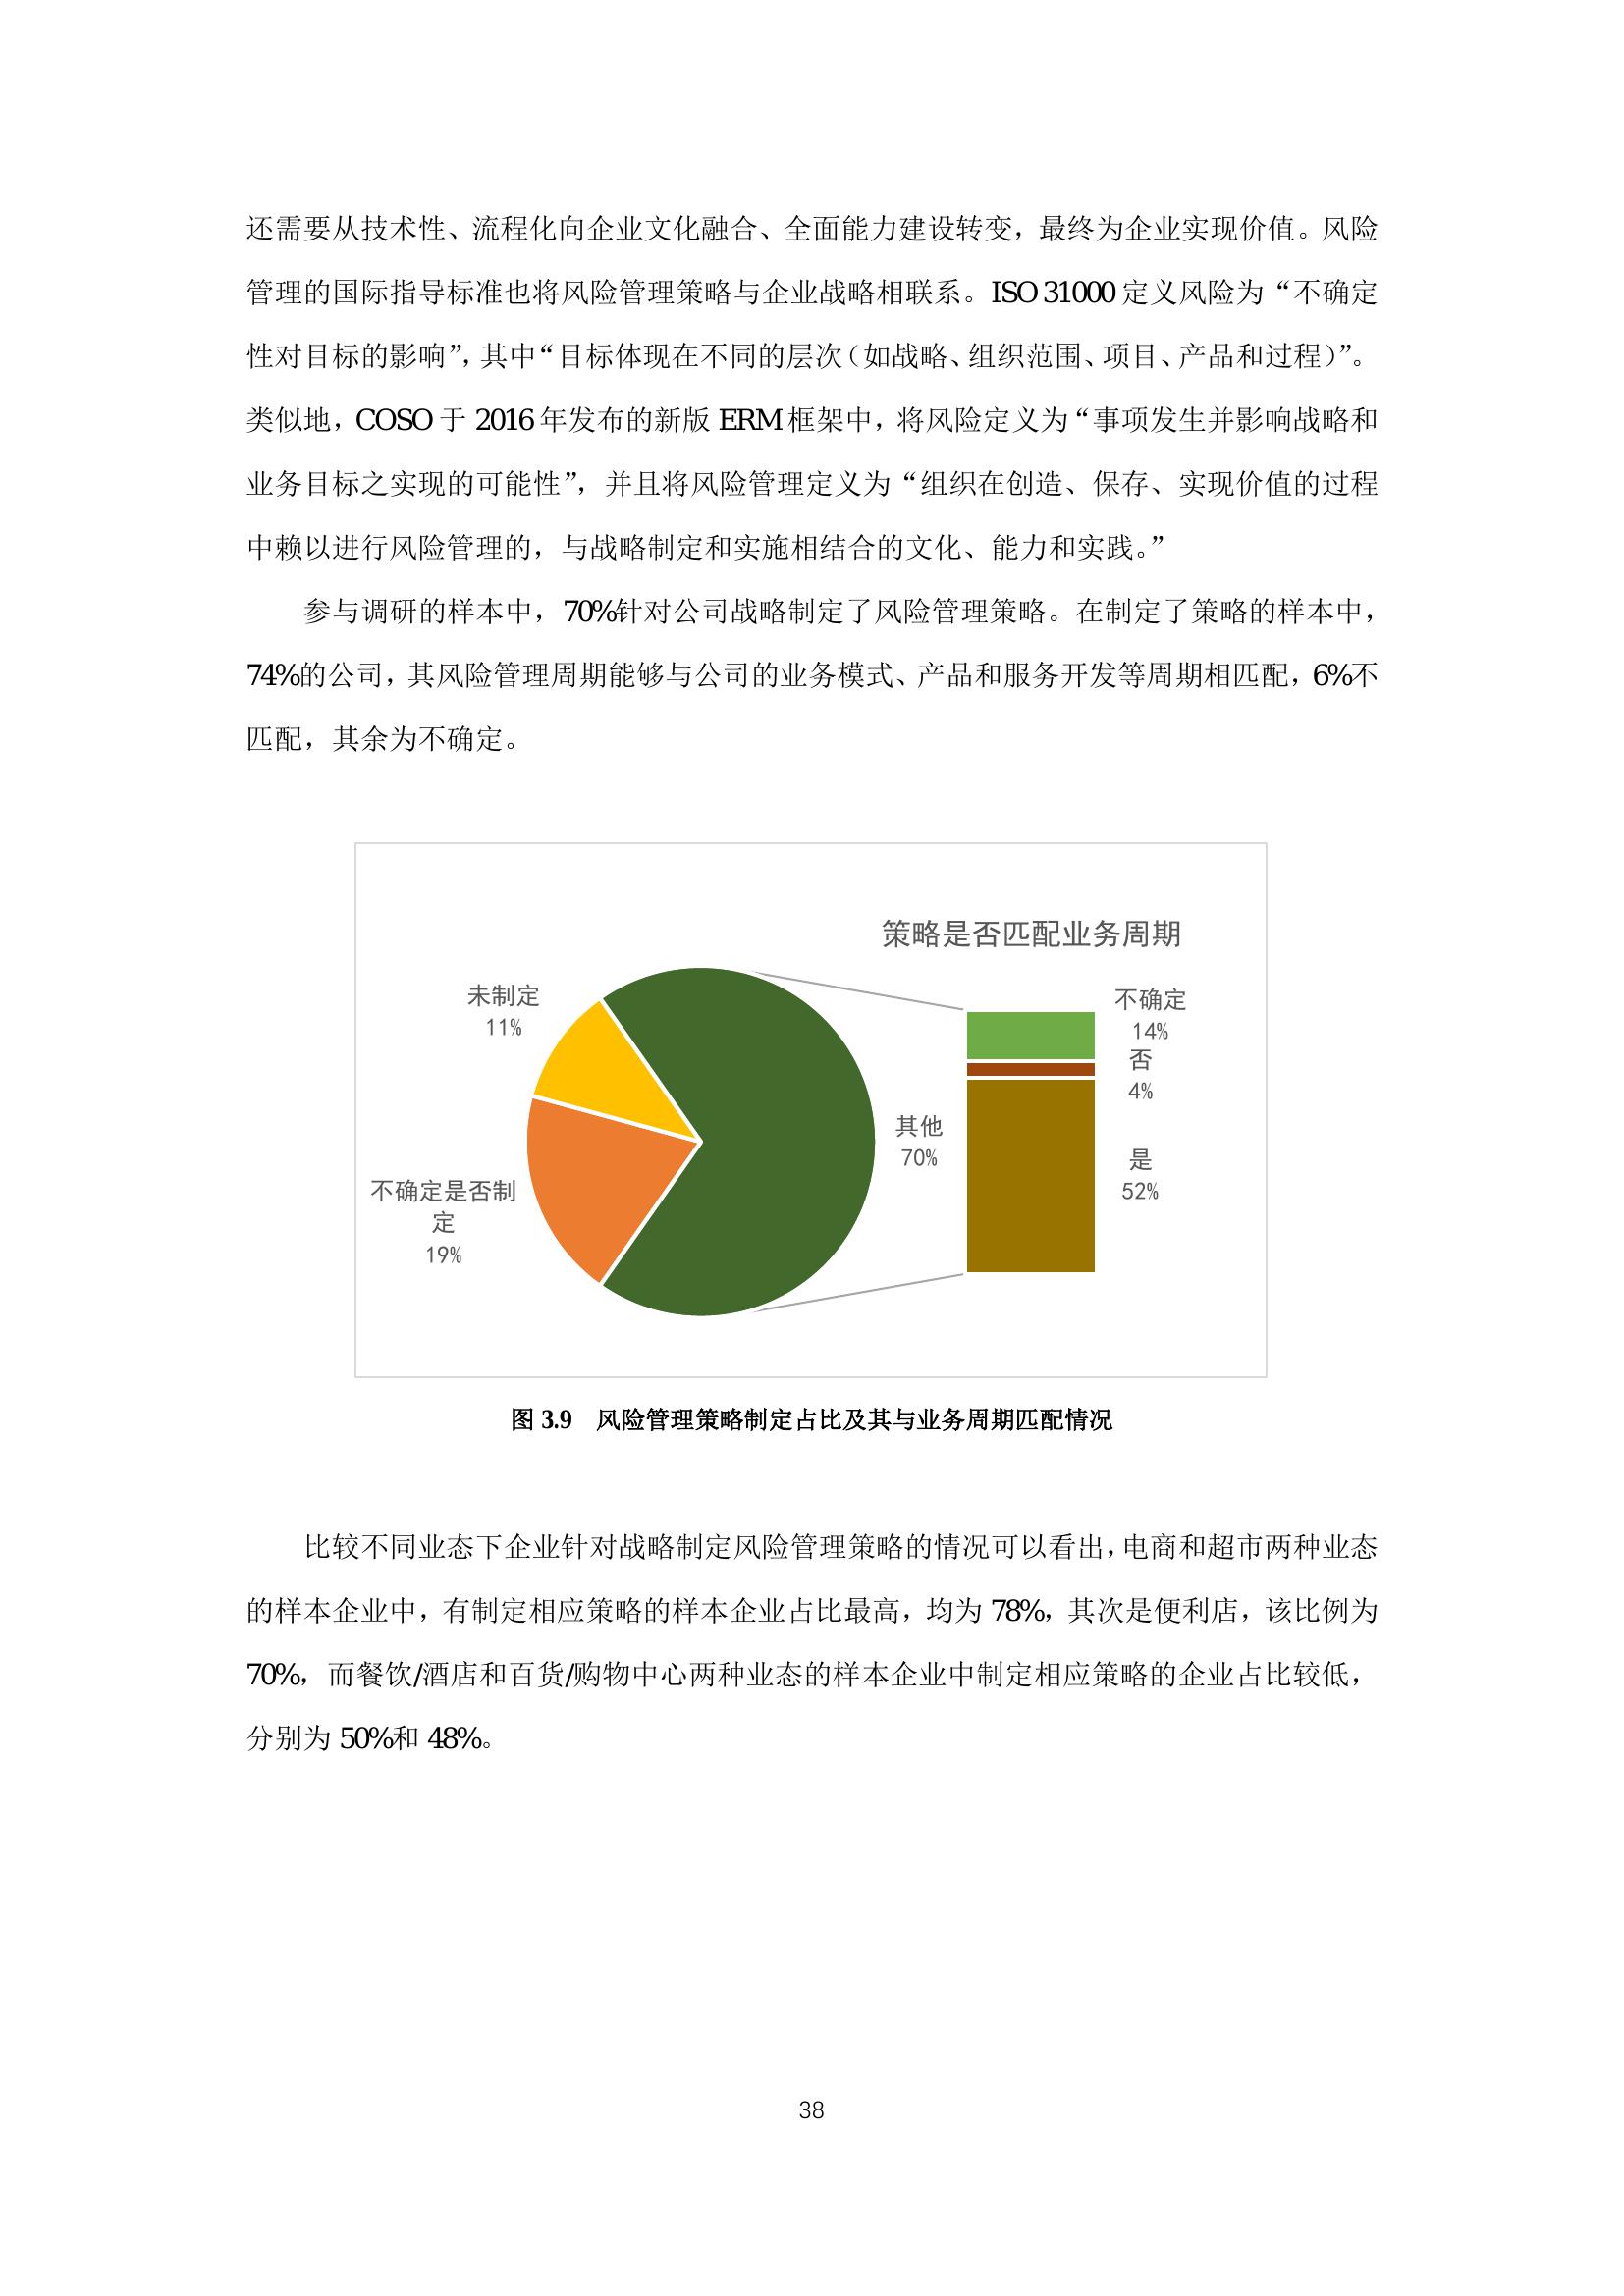 还需要从技术性、流程化向企业文化融合、全面能力建设转变，最终为企业实现价值。风险
管理的国际指导标准也将风险管理策略与企业战略相联系。ISO 31000 定义风险为“不确定
性对目标的影响”，其中“目标体现在不同的层次（如战略、组织范围、项目、产品和过程）”。
类似地，COSO 于 2016 年发布的新版 ERM 框架中，将风险定义为“事项发生并影响战略和
业务目标之实现的可能性”，并且将风险管理定义为“组织在创造、保存、实现价值的过程
中赖以进行风险管理的，与战略制定和实施相结合的文化、能力和实践。”
参与调研的样本中，70%针对公司战略制定了风险管理策略。在制定了策略的样本中，
74%的公司，其风险管理周期能够与公司的业务模式、产品和服务开发等周期相匹配，6%不
匹配，其余为不确定。
策略是否匹配业务周期
未制定
11%
不确定是否制
定
19%
其他
70%
不确定
14%
否
4%
是
52%
图 3.9 风险管理策略制定占比及其与业务周期匹配情况
比较不同业态下企业针对战略制定风险管理策略的情况可以看出，电商和超市两种业态
的样本企业中，有制定相应策略的样本企业占比最高，均为 78%，其次是便利店，该比例为
70%，而餐饮/酒店和百货/购物中心两种业态的样本企业中制定相应策略的企业占比较低，
分别为 50%和 48%。
38